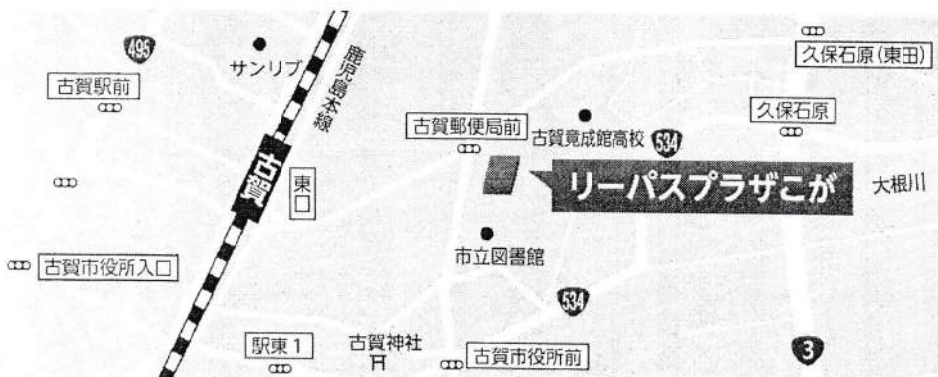 495
サンリブ
鹿児島本線
久保石原(東田)
古賀駅前
久保石原
古賀郵便局前
古賀竟成館高校
534
古賀
東口
リーパスプラザこが
大根川
市立図書館
古賀市役所入口
534
駅東1
古賀神社
古賀市役所前
3